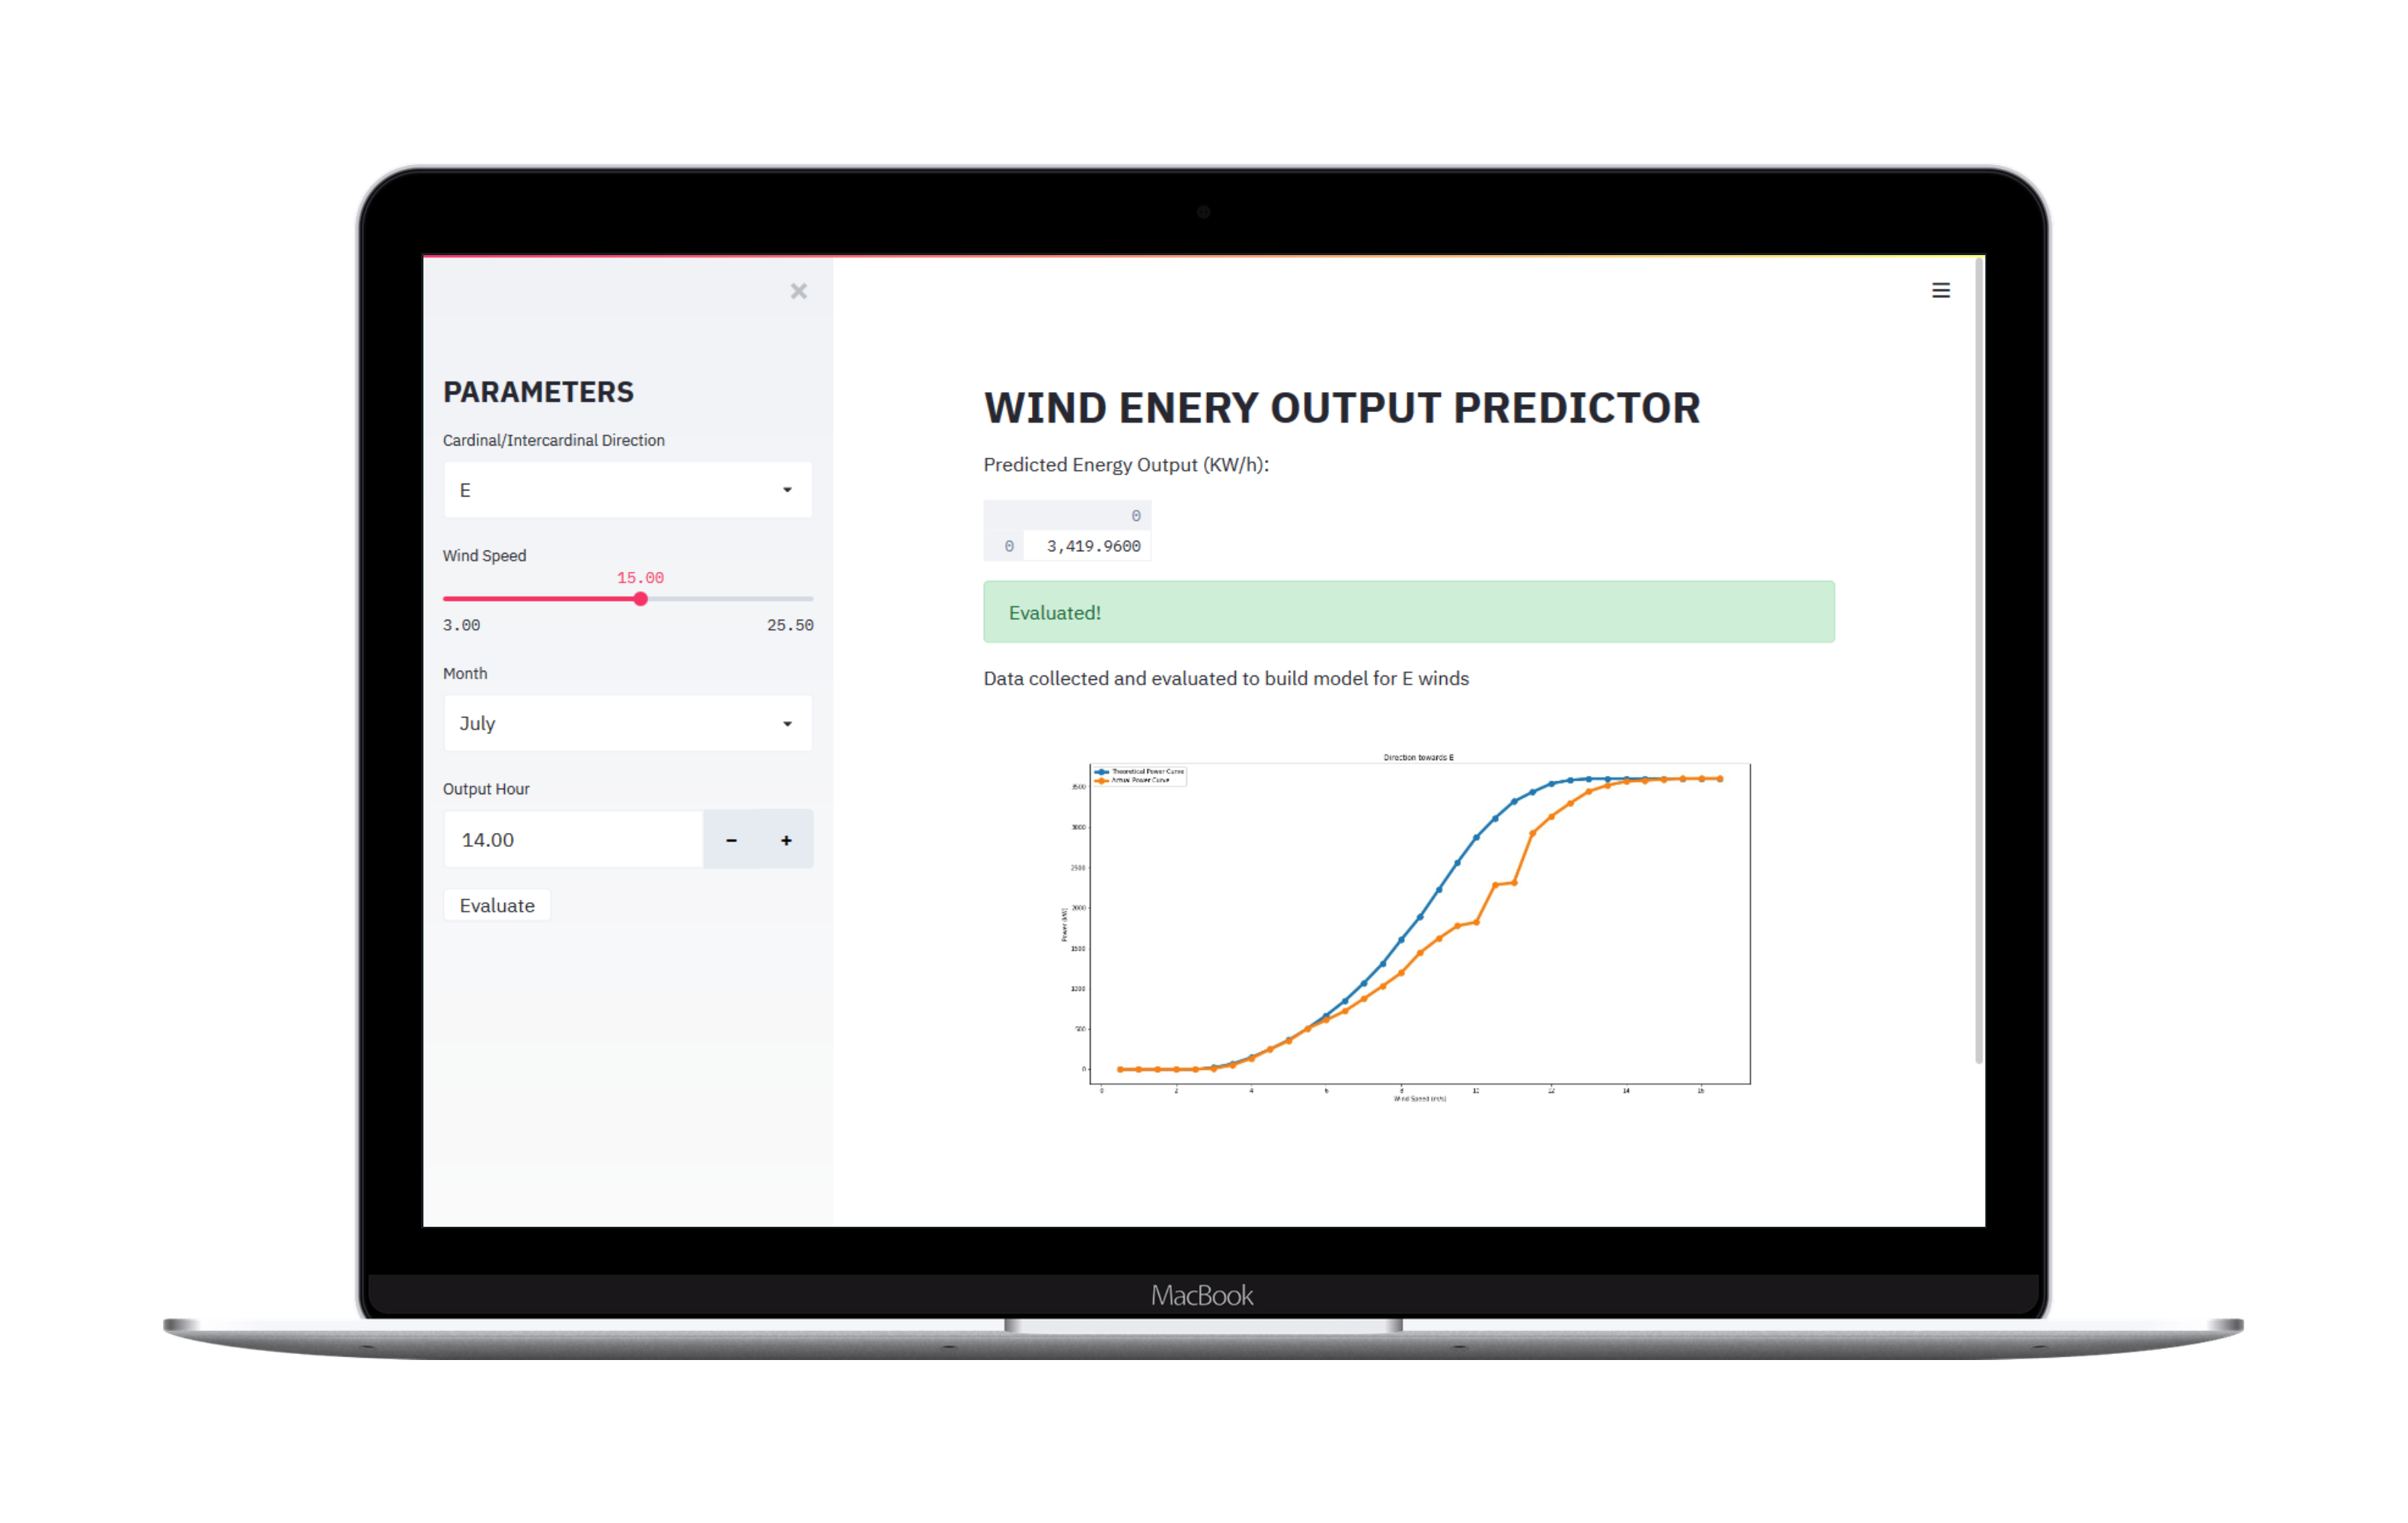 PARAMETERS
Cardinal/Intercardinal Direction
E
Wind Speed
15.00
3.00 25.50
Month
July
Output Hour
14.00 - +
Evaluate
WIND ENERY OUTPUT PREDICTOR
Predicted Energy Output (KW/h):
0
0 3,419.9600
Evaluated!
Data collected and evaluated to build model for E winds
Direction towards E
Theoretical Power Curve
Actual Power Curve
3500
3000
2500
2000
1500
1000
500
0
Power (kW)
0 2 4 6 8 10 12 14 16
Wind Speed (m/s)
MacBook